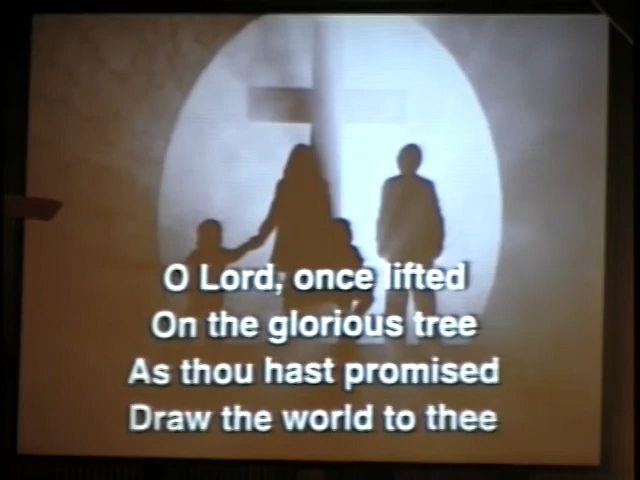 O Lord, once lifted
On the glorious tree
As thou hast promised
Draw the world to thee